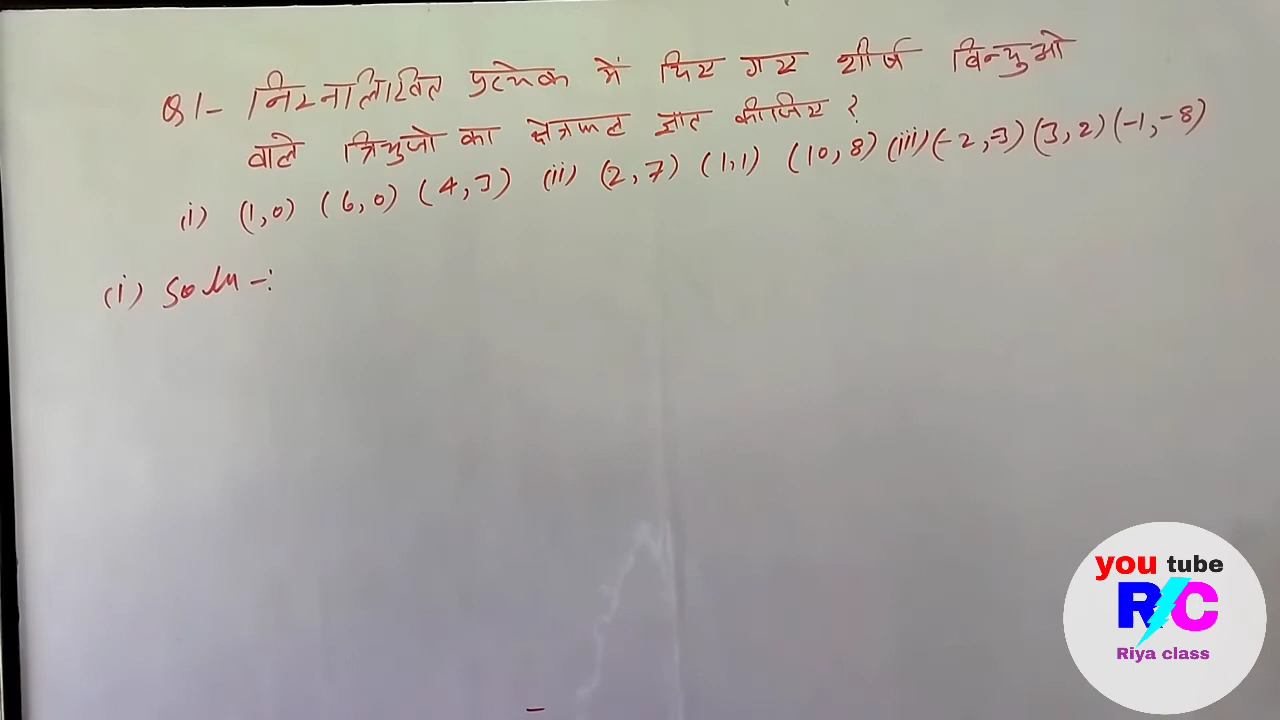 Q1- निम्नलिखित प्रत्येक में दिए गए शीर्ष बिन्दुओ
वाले त्रिभुजो का क्षेत्रफल ज्ञात कीजिए ?
(i) (1,0) (6,0) (4,3) (ii) (2,7) (1,1) (10,8) (iii) (-2,-3) (3,2) (-1,-8)
(i) Soln -:
you tube
R/C
Riya class